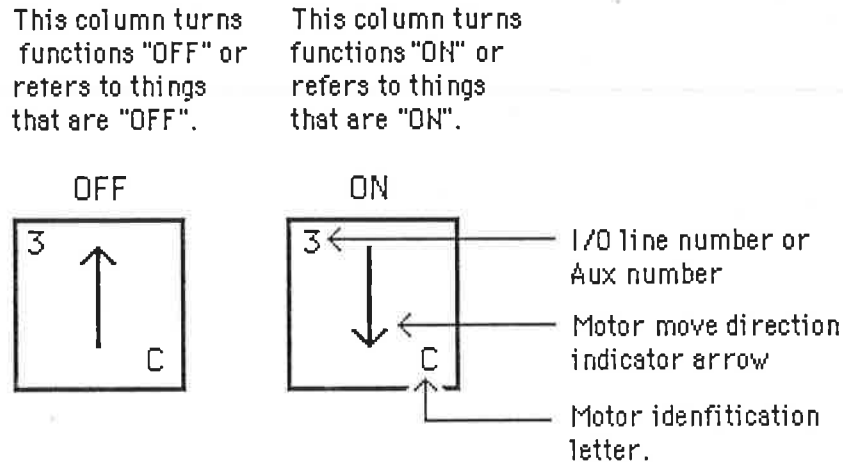 This column turns
functions "OFF" or
reters to things
that are "OFF".
This column turns
functions "ON" or
refers to things
that are "ON".
OFF
ON
3
C
3
C
I/O line number or
Aux number
Motor move direction
indicator arrow
Motor idenfitication
letter.